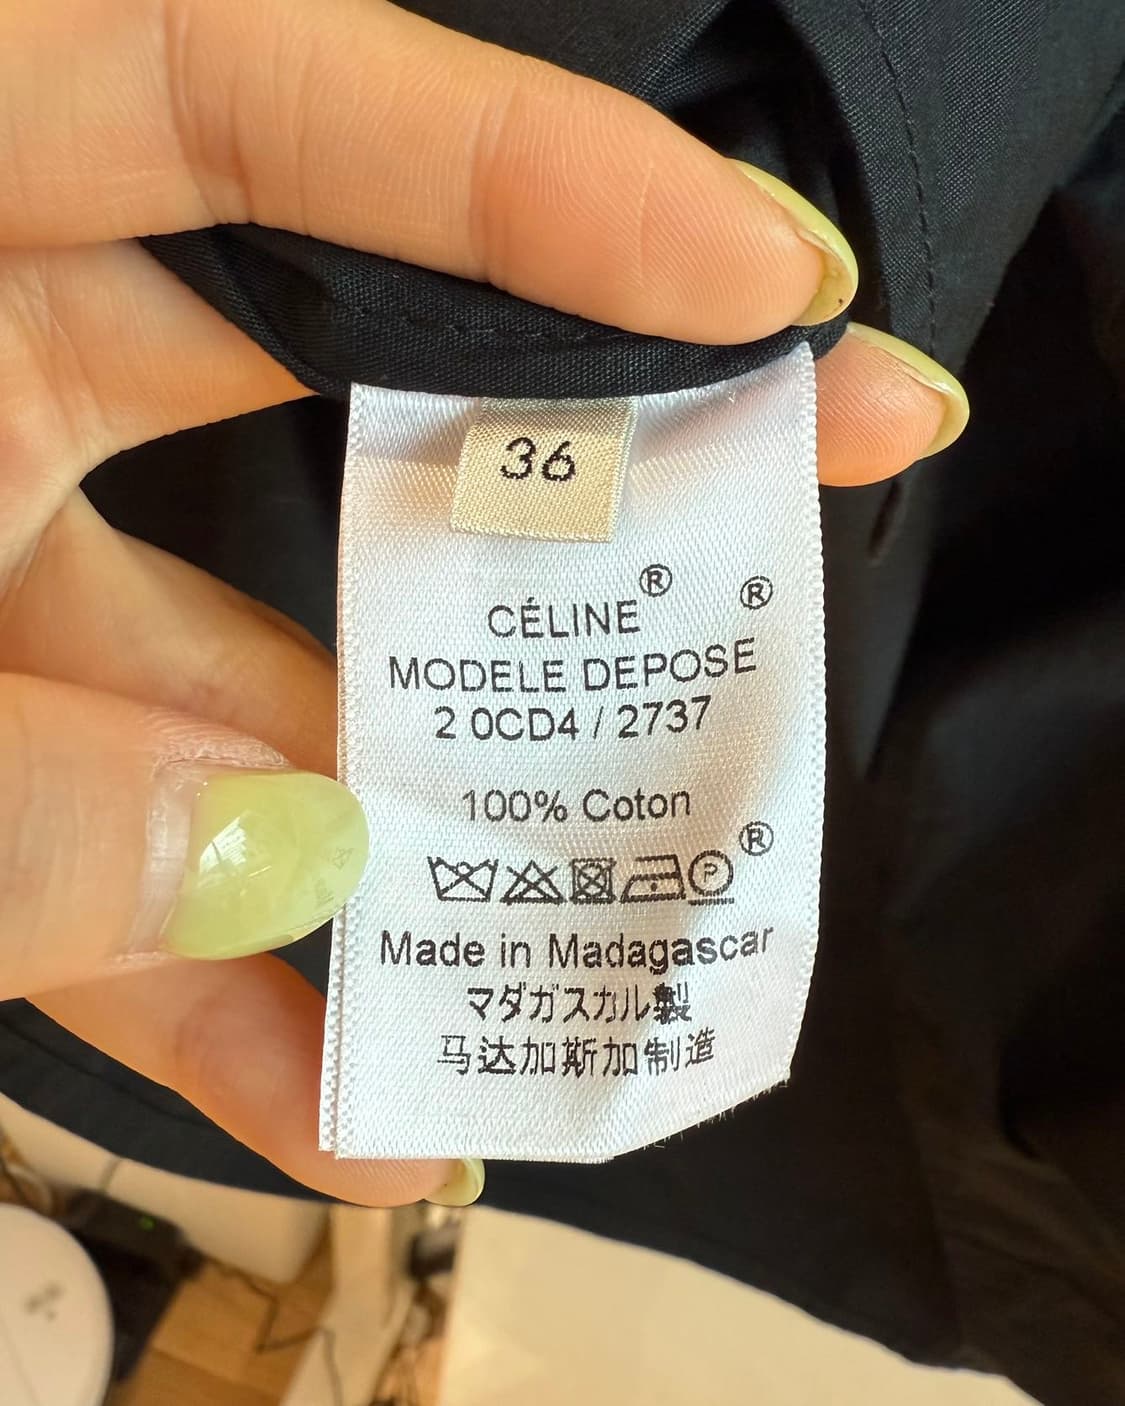 36
CÉLINE®
MODELE DEPOSE®
2 0CD4 / 2737
100% Coton
P ®
Made in Madagascar
マダガスカル製
马达加斯加制造